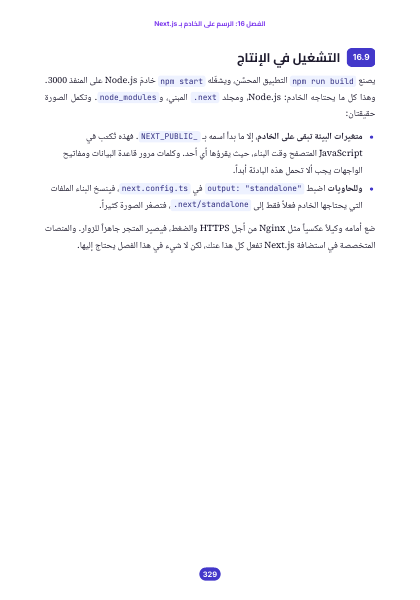 الفصل 16: الرسم على الخادم بـ Next.js
16.9 التشغيل في الإنتاج
يصنع npm run build التطبيق المحسّن، ويشغّله npm start خادمَ Node.js على المنفذ 3000.
وهذا كل ما يحتاجه الخادم: Node.js، ومجلد .next المبني، و node_modules . وتكمل الصورة
حقيقتان:
• متغيرات البيئة تبقى على الخادم، إلا ما بدأ اسمه بـ NEXT_PUBLIC_ . فهذه تُكتب في
JavaScript المتصفح وقت البناء، حيث يقرؤها أي أحد. وكلمات مرور قاعدة البيانات ومفاتيح
الواجهات يجب ألا تحمل هذه البادئة أبداً.
• وللحاويات اضبط output: "standalone" في next.config.ts ، فينسخ البناء الملفات
التي يحتاجها الخادم فعلاً فقط إلى .next/standalone ، فتصغر الصورة كثيراً.
ضع أمامه وكيلاً عكسياً مثل Nginx من أجل HTTPS والضغط، فيصير المتجر جاهزاً للزوار. والمنصات
المتخصصة في استضافة Next.js تفعل كل هذا عنك، لكن لا شيء في هذا الفصل يحتاج إليها.
329